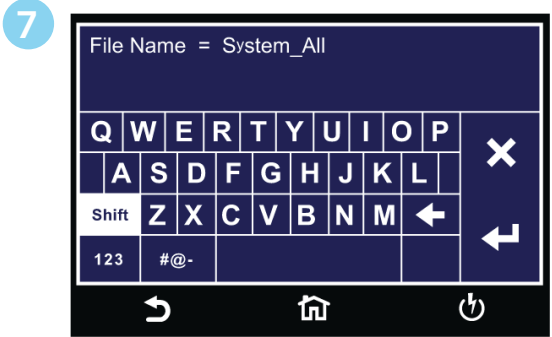 7
File Name = System_All
Q W E R T Y U I O P
A S D F G H J K L
Shift Z X C V B N M
123 #@-